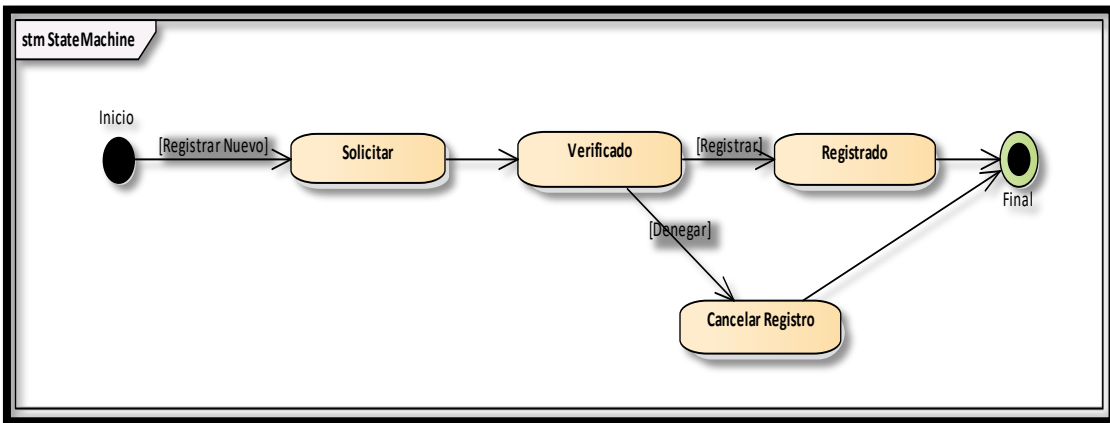 stm StateMachine
Inicio
[Registrar Nuevo]
Solicitar
Verificado
[Registrar]
Registrado
Final
[Denegar]
Cancelar Registro